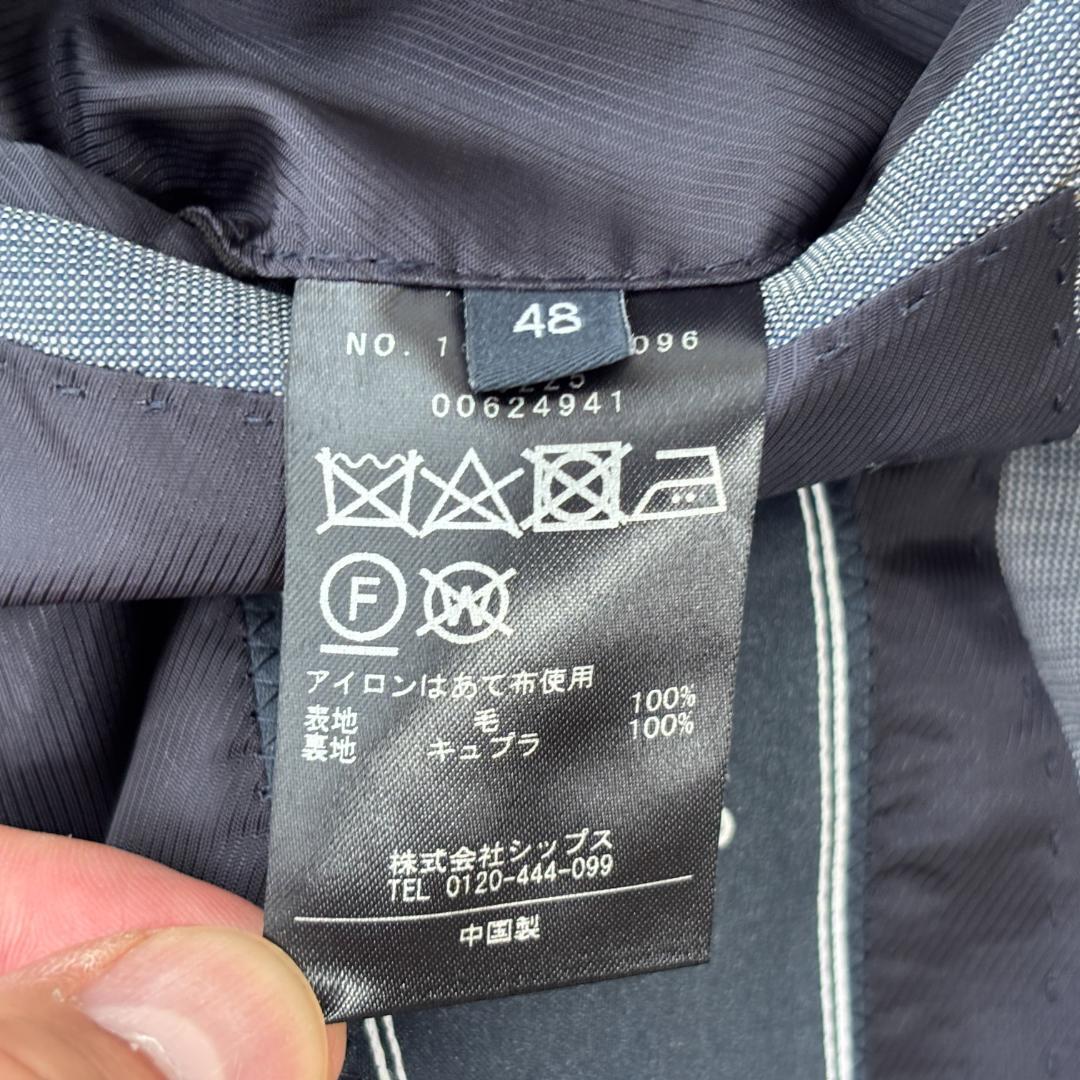 48
NO. 1 096
00624941
F
W
アイロンはあて布使用
表地 毛 100%
裏地 キュプラ 100%
株式会社シップス
TEL 0120-444-099
中国製